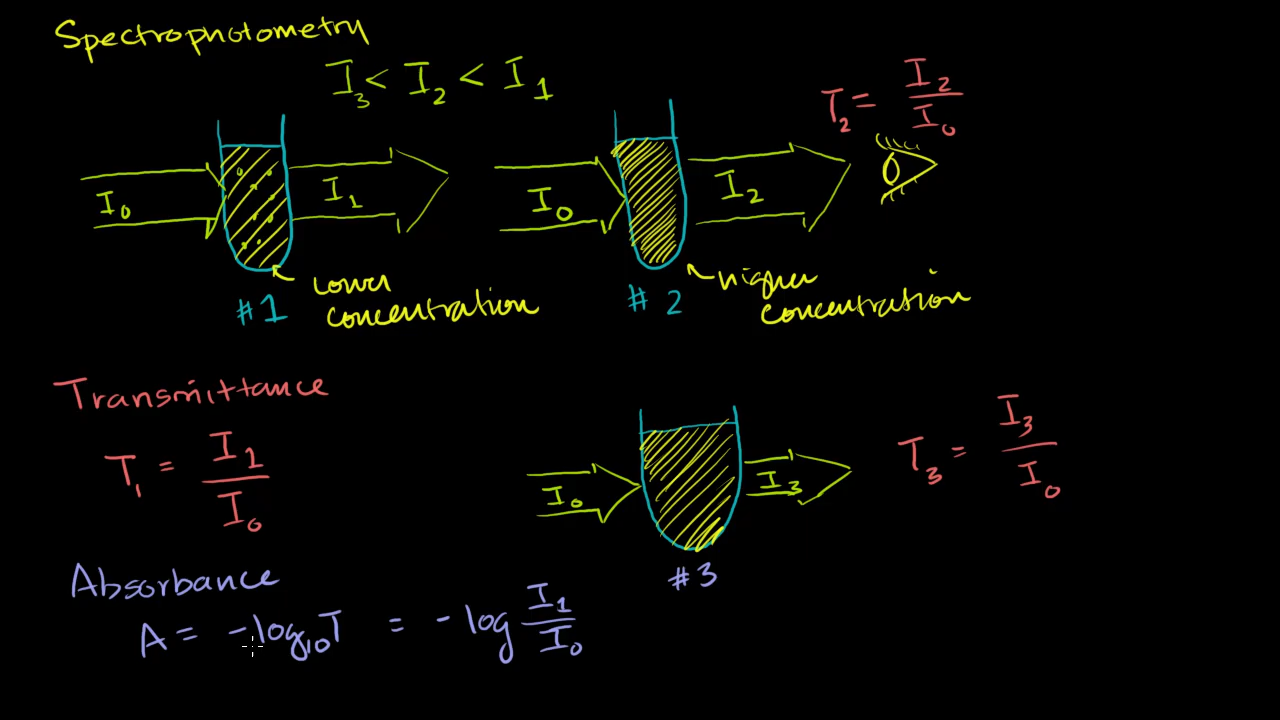 Spectrophotometry
I₃ < I₂ < I₁
T₂ = I₂/I₀
I₀
I₁
I₀
I₂
#1
Lower
concentration
#2
higher
concentration
Transmittance
T₁ = I₁/I₀
I₀
I₃
T₃ = I₃/I₀
#3
Absorbance
A = -log₁₀T = -log I₁/I₀